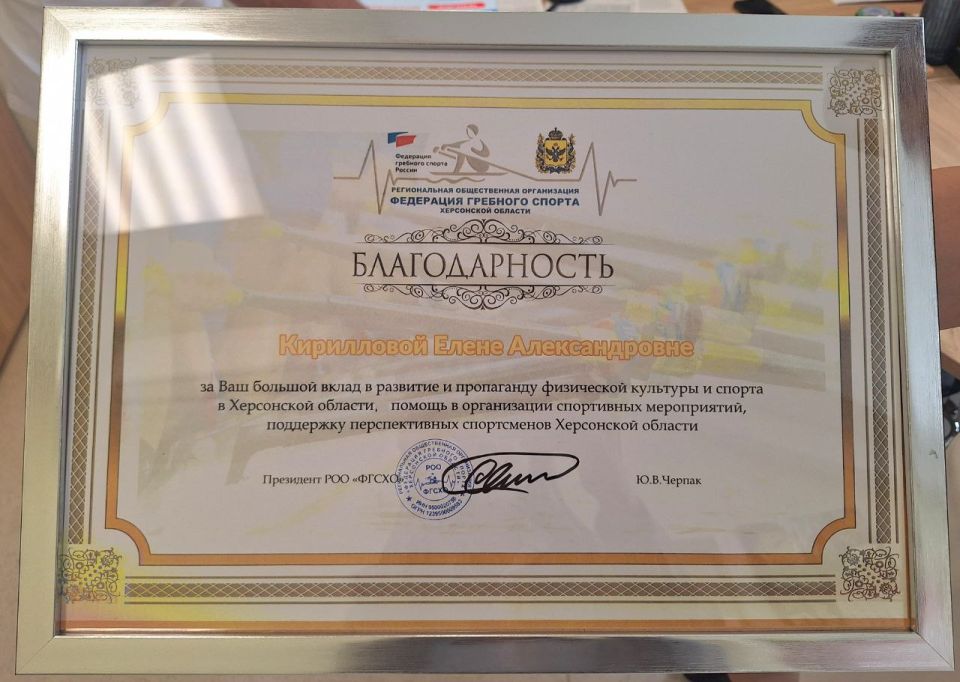 Федерация
гребного спорта
России
РЕГИОНАЛЬНАЯ ОБЩЕСТВЕННАЯ ОРГАНИЗАЦИЯ
ФЕДЕРАЦИЯ ГРЕБНОГО СПОРТА
ХЕРСОНСКОЙ ОБЛАСТИ
БЛАГОДАРНОСТЬ
Кирилловой Елене Александровне
за Ваш большой вклад в развитие и пропаганду физической культуры и спорта
в Херсонской области, помощь в организации спортивных мероприятий,
поддержку перспективных спортсменов Херсонской области
Президент РОО «ФГСХО»
Ю.В.Черпак
РОО
ФГСХО